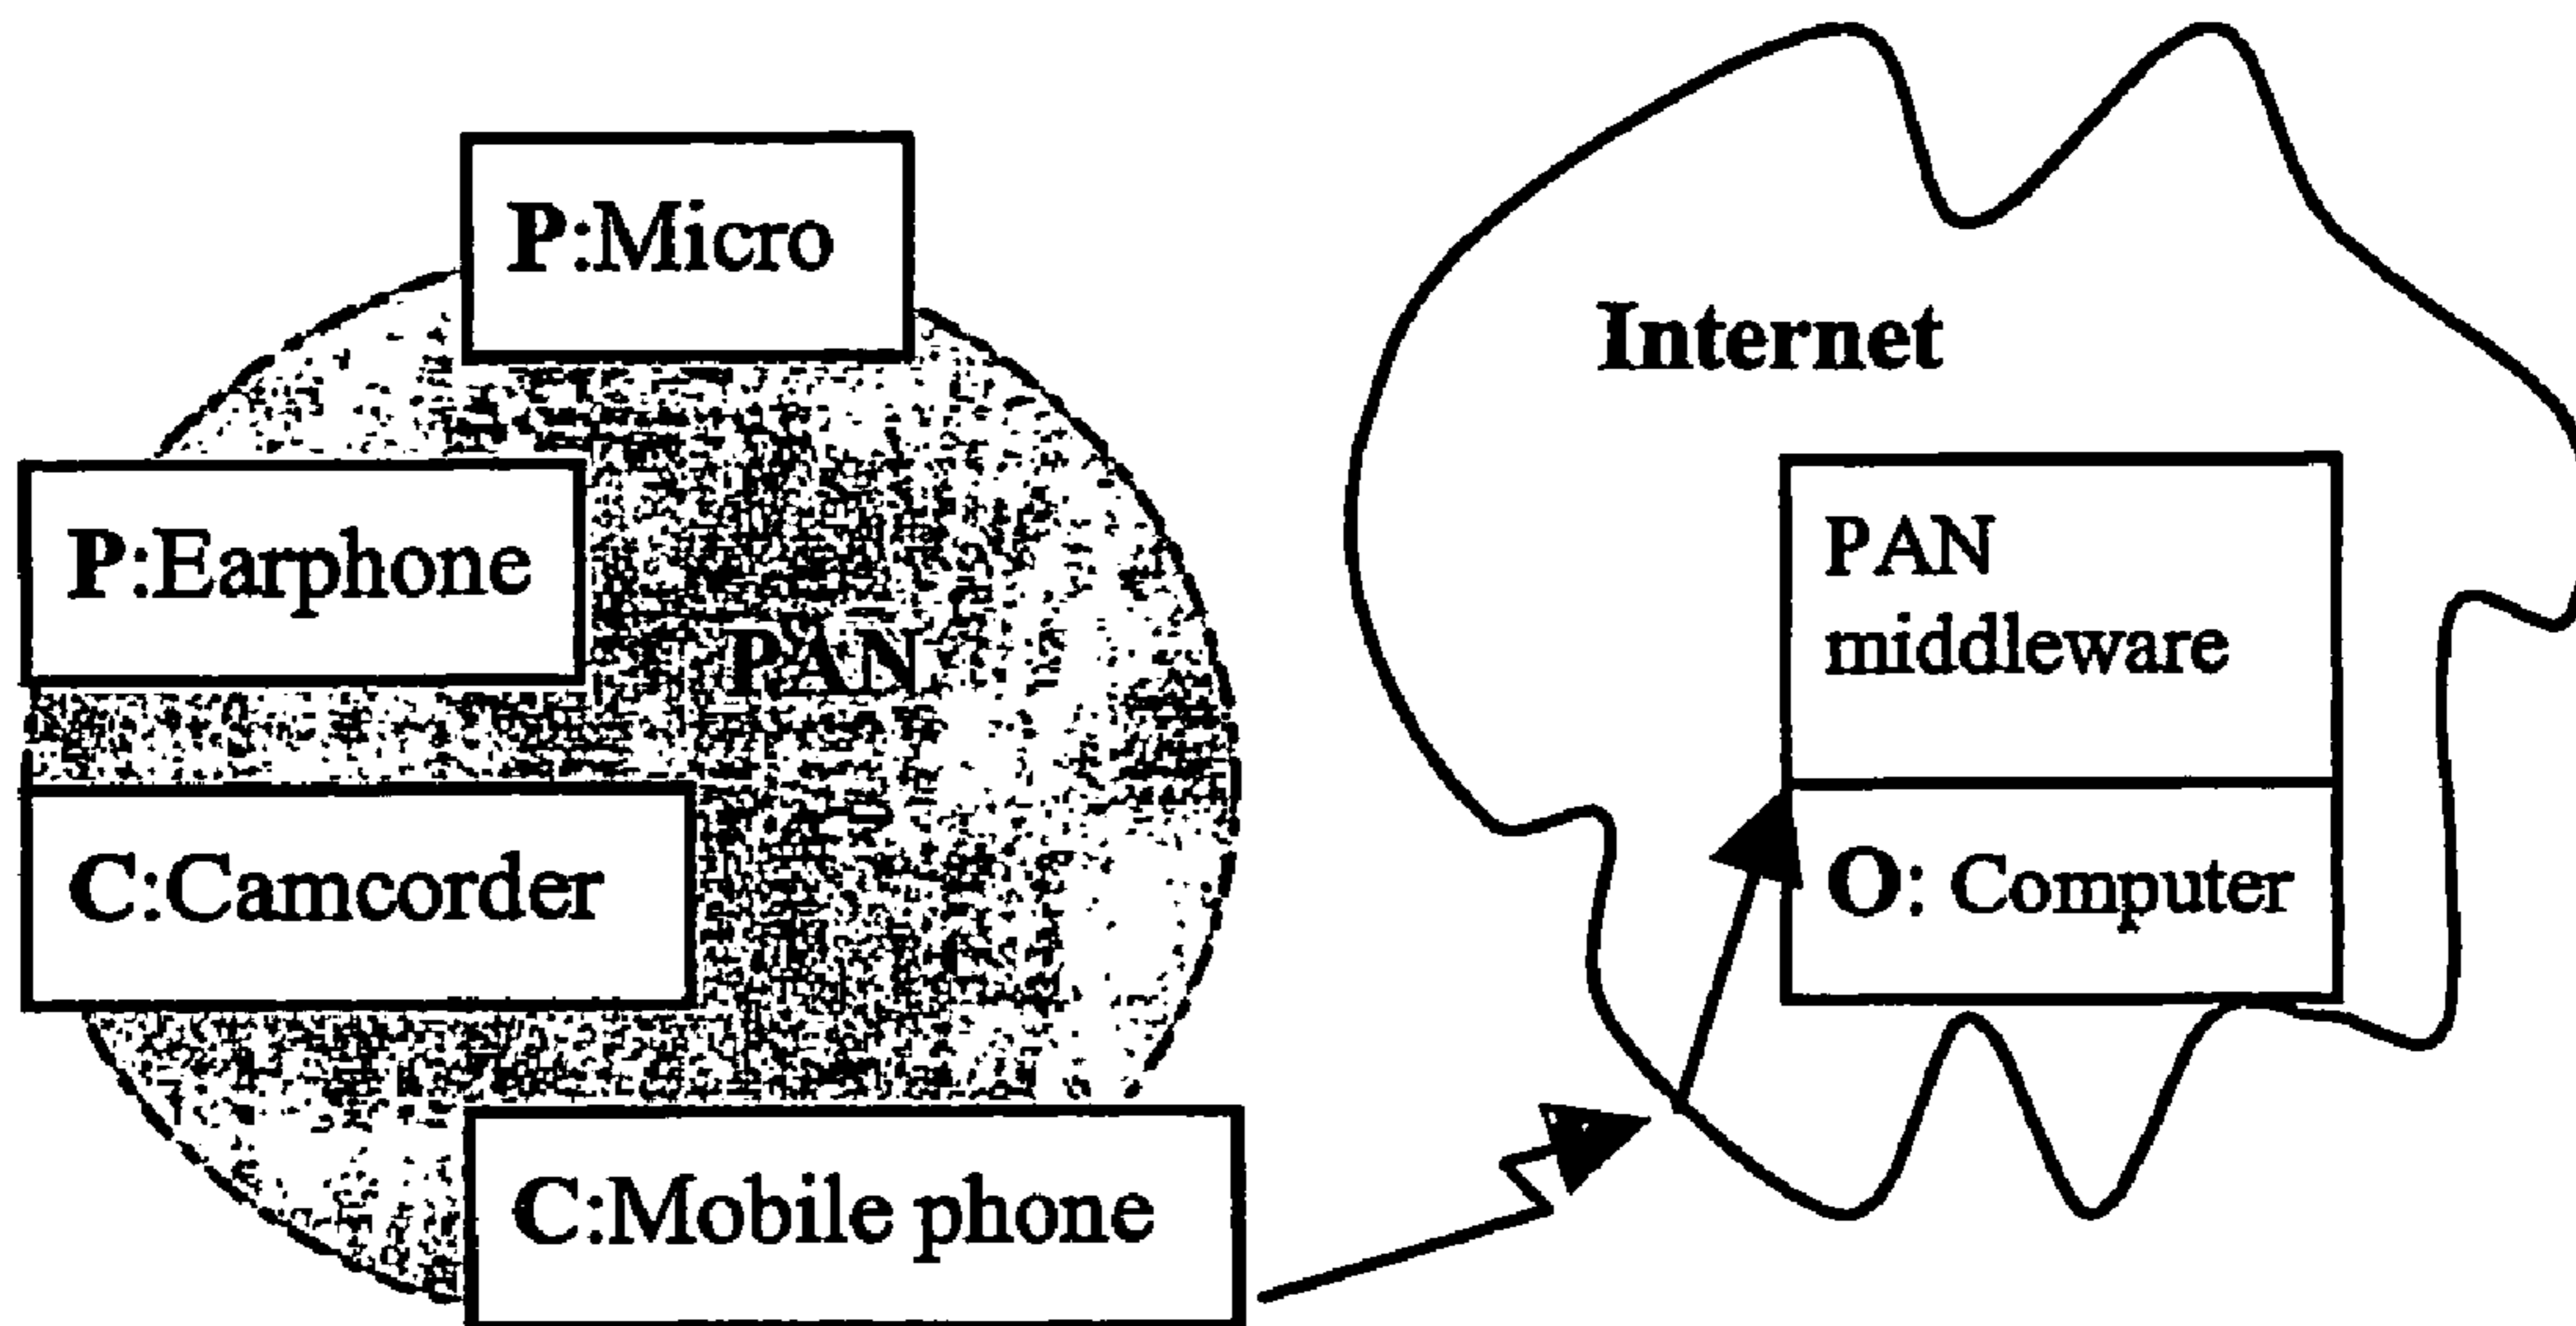 P:Micro
Internet
P:Earphone
PAN
middleware
PAN
C:Camcorder
O: Computer
C:Mobile phone